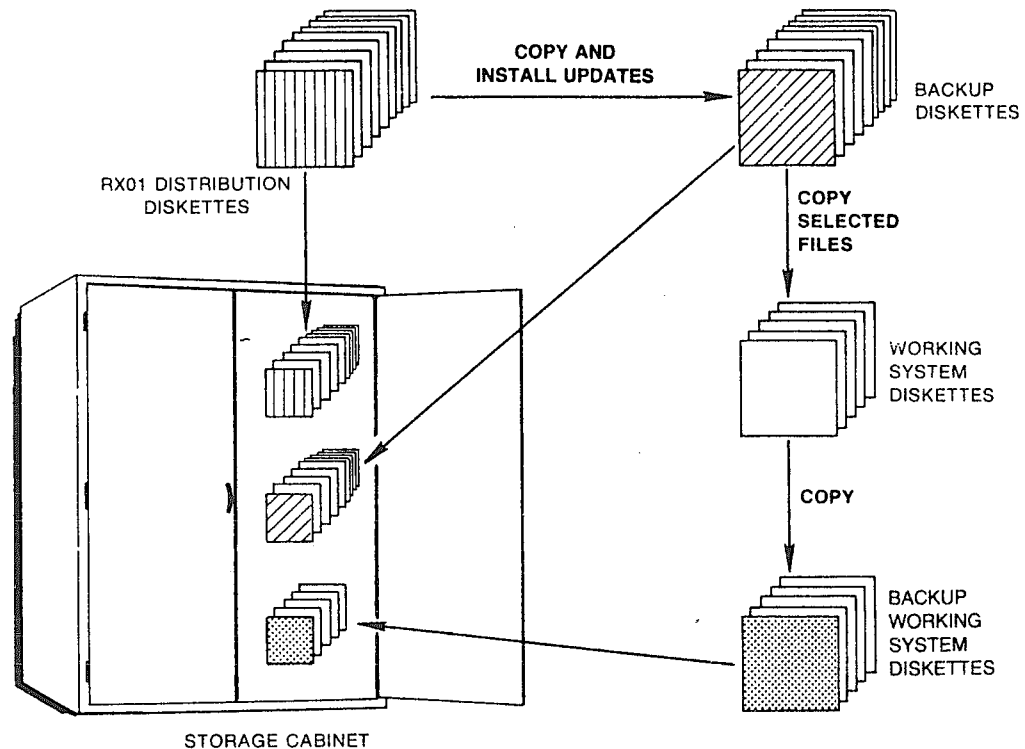 COPY AND
INSTALL UPDATES
BACKUP
DISKETTES
RX01 DISTRIBUTION
DISKETTES
COPY
SELECTED
FILES
WORKING
SYSTEM
DISKETTES
COPY
BACKUP
WORKING
SYSTEM
DISKETTES
STORAGE CABINET